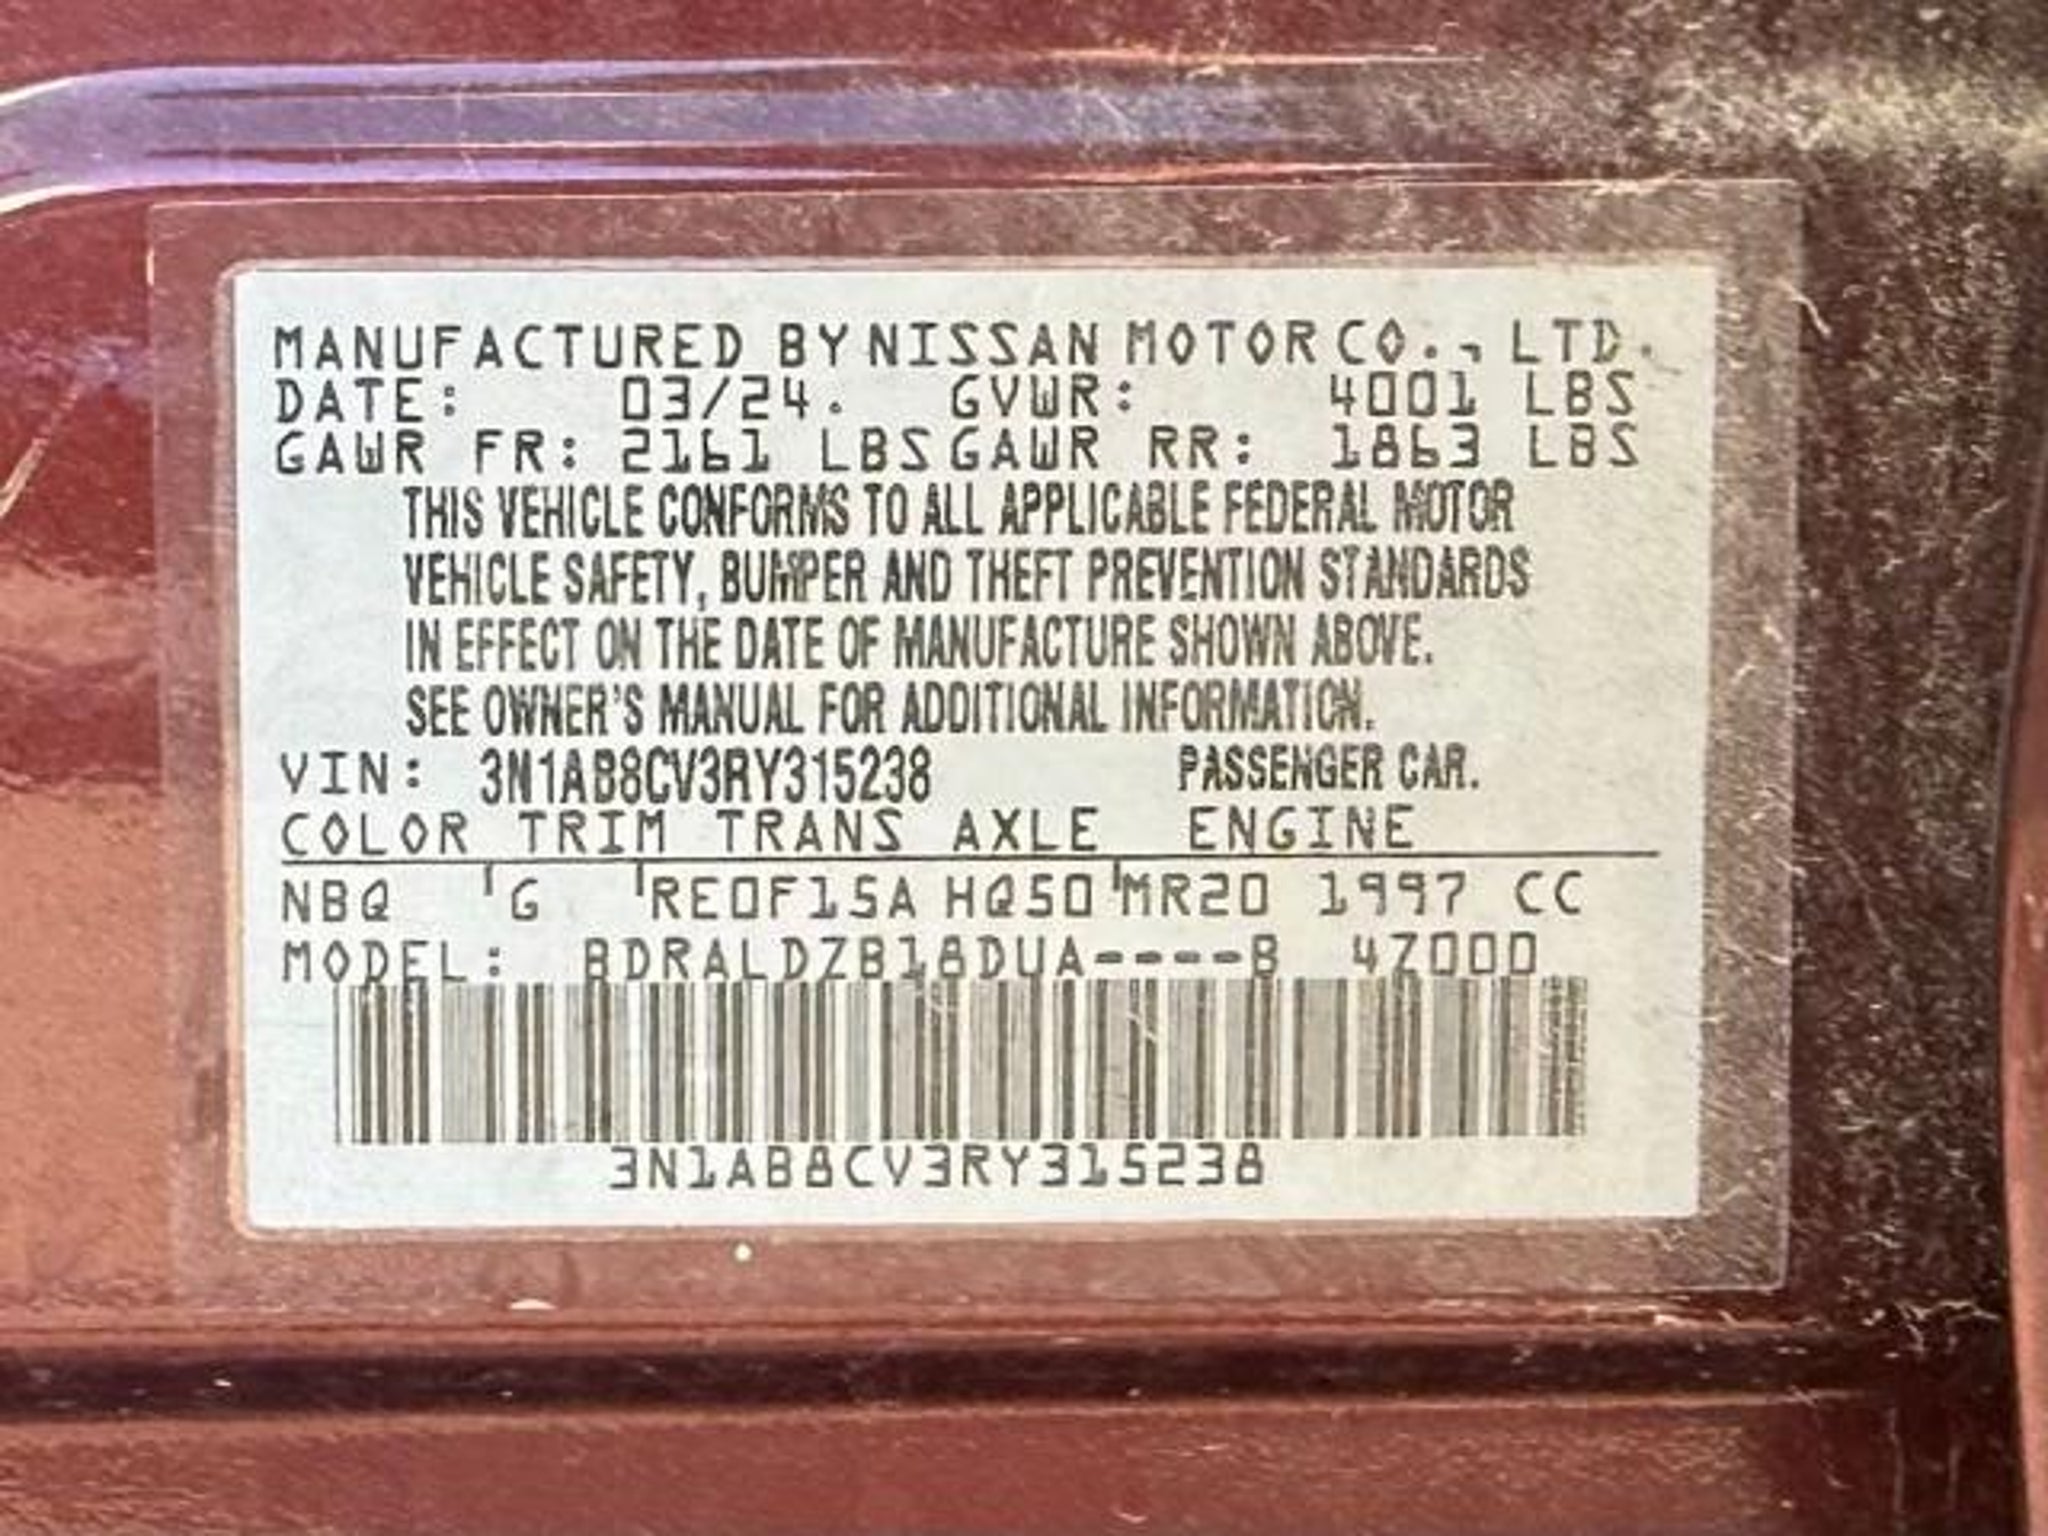 MANUFACTURED BY NISSAN MOTOR CO., LTD.
DATE: 03/24. GVWR: 4001 LBS
GAWR FR: 2161 LBS GAWR RR: 1863 LBS
THIS VEHICLE CONFORMS TO ALL APPLICABLE FEDERAL MOTOR
VEHICLE SAFETY, BUMPER AND THEFT PREVENTION STANDARDS
IN EFFECT ON THE DATE OF MANUFACTURE SHOWN ABOVE.
SEE OWNER'S MANUAL FOR ADDITIONAL INFORMATION.
VIN: 3N1AB8CV3RY315238 PASSENGER CAR.
COLOR TRIM TRANS AXLE ENGINE
NBQ G RE0F15A HQ50 MR20 1997 CC
MODEL: BDRALDZB18DUA----B 4Z000
3N1AB8CV3RY315238